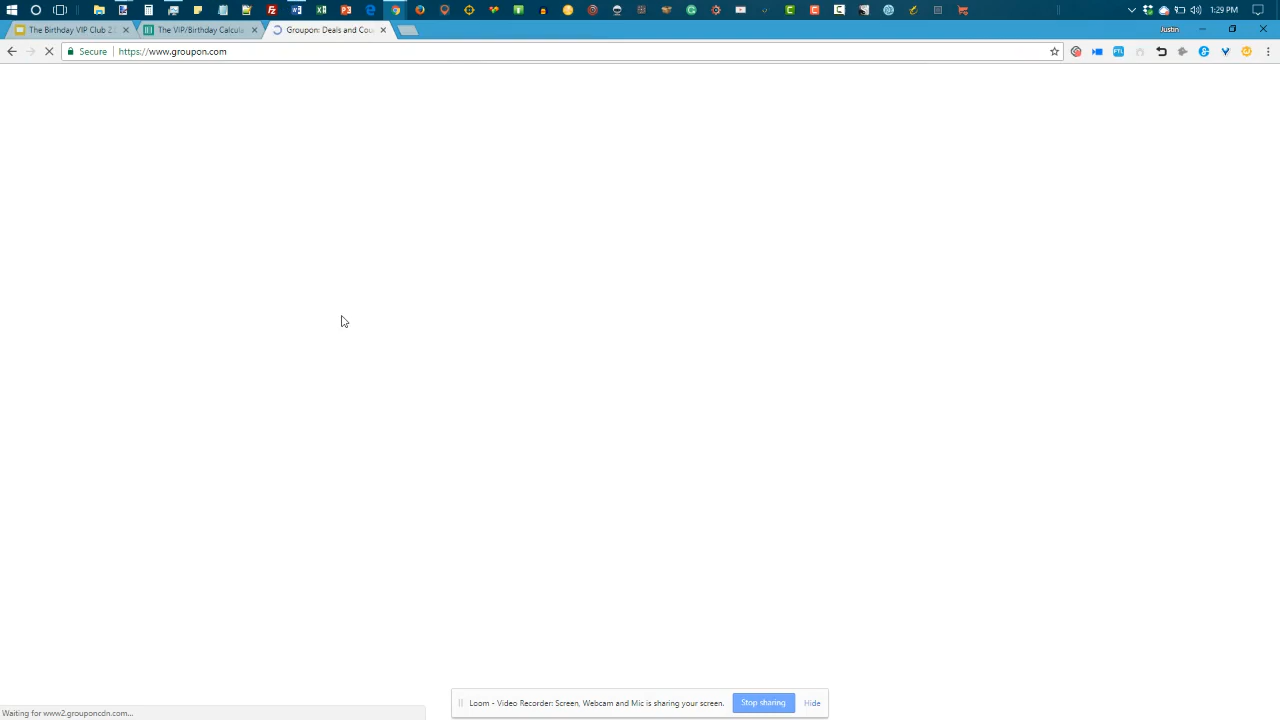 1:29 PM
The Birthday VIP Club 2
The VIP/Birthday Calcula
Groupon: Deals and Cou
Justin
Secure
https://www.groupon.com
Loom - Video Recorder: Screen, Webcam and Mic is sharing your screen.
Stop sharing
Hide
Waiting for www2.grouponcdn.com...